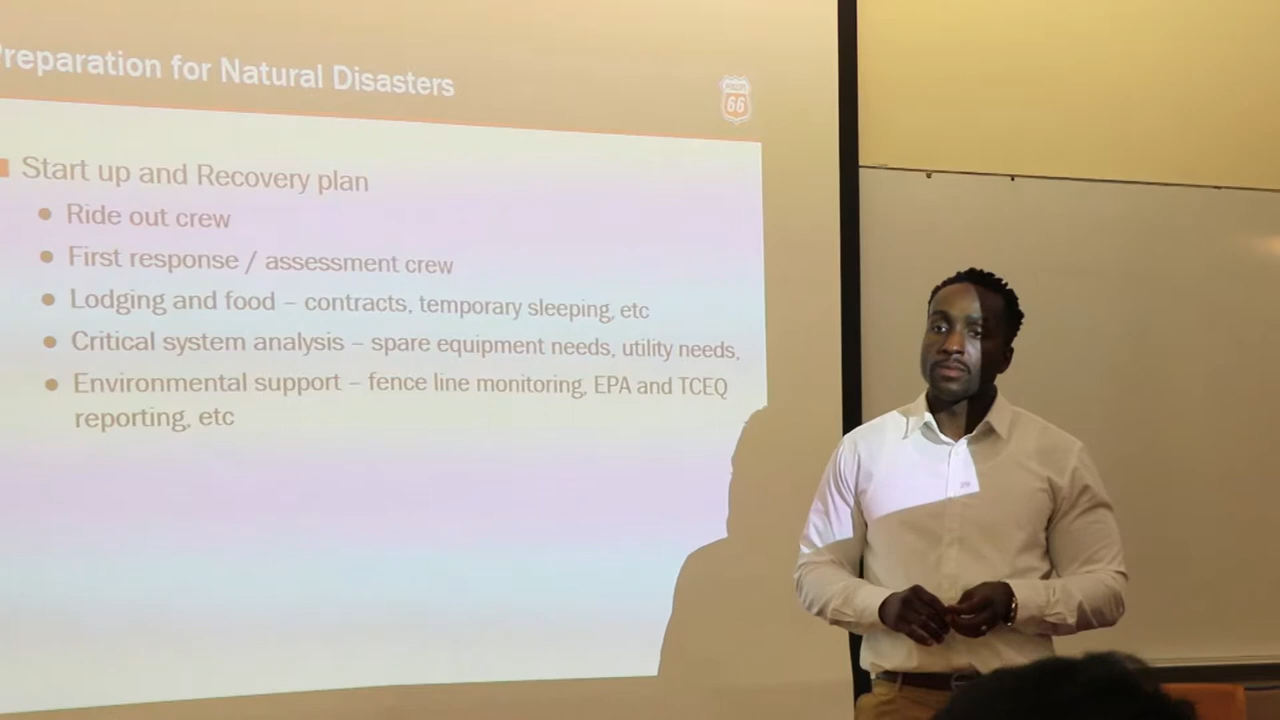 Preparation for Natural Disasters
66
Start up and Recovery plan
Ride out crew
First response / assessment crew
Lodging and food – contracts, temporary sleeping, etc
Critical system analysis – spare equipment needs, utility needs,
Environmental support – fence line monitoring, EPA and TCEQ
reporting, etc